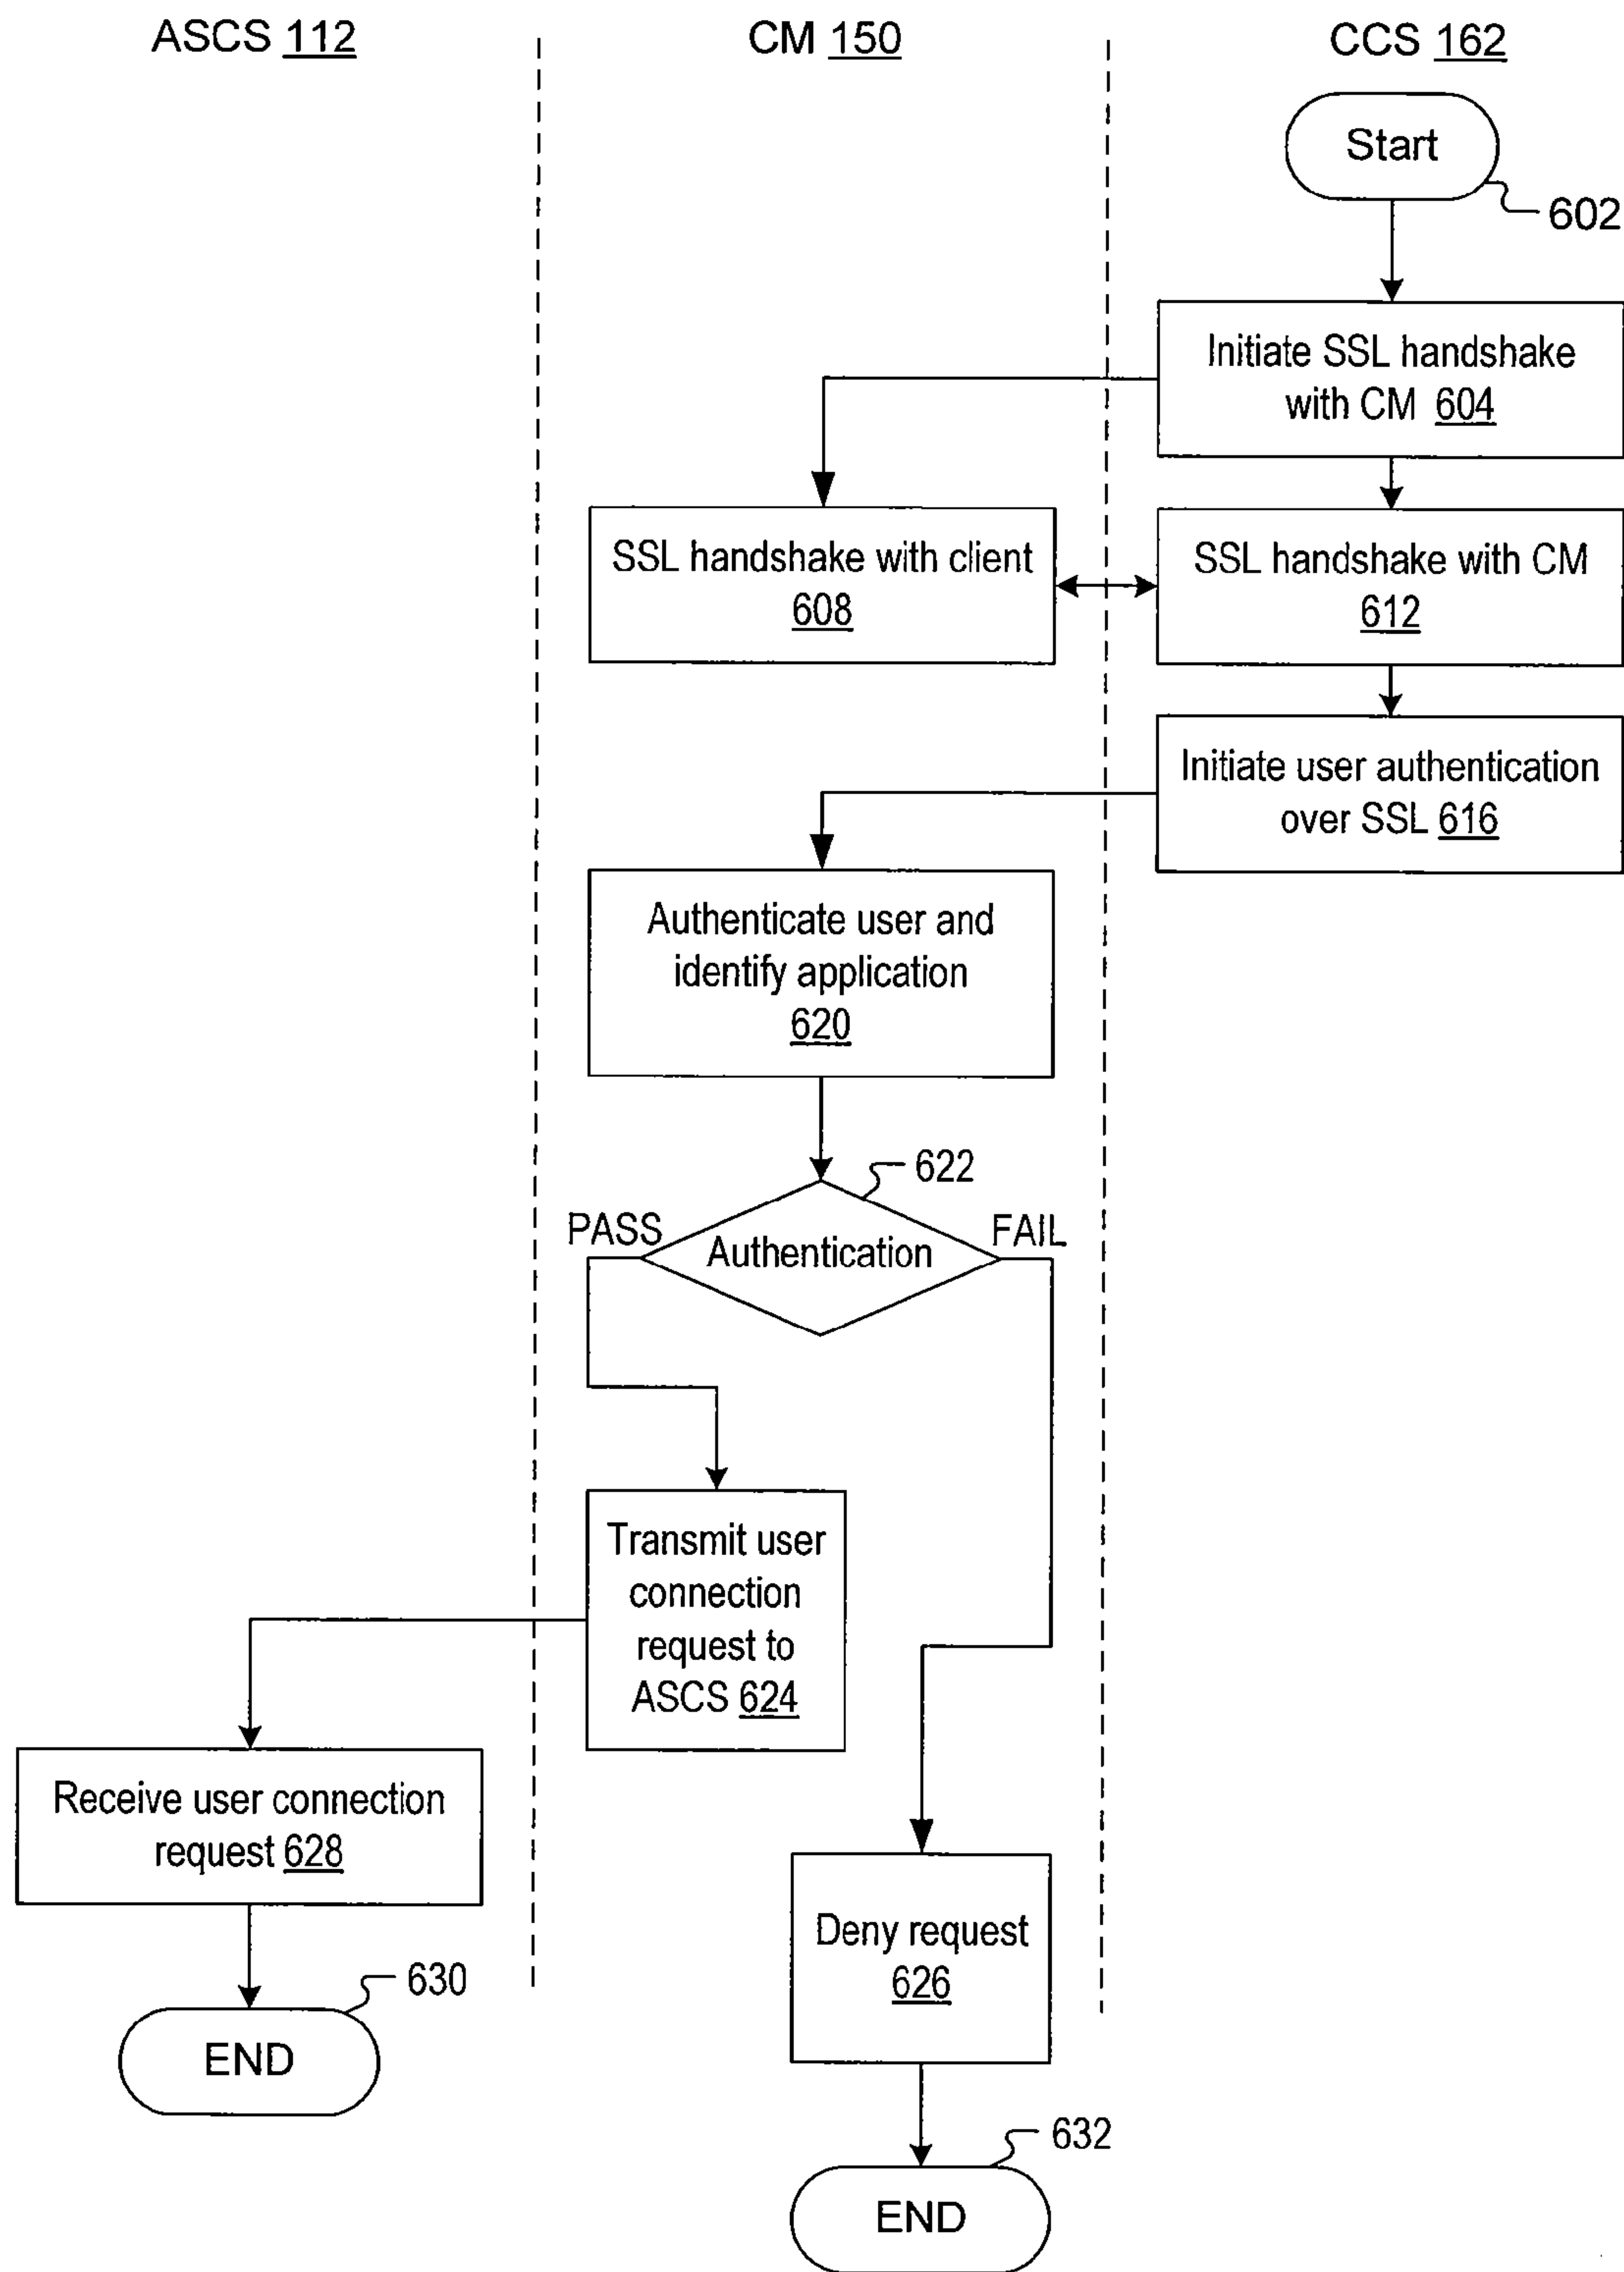 ASCS 112
CM 150
CCS 162
Start
602
Initiate SSL handshake
with CM 604
SSL handshake with client
608
SSL handshake with CM
612
Initiate user authentication
over SSL 616
Authenticate user and
identify application
620
622
PASS
Authentication
FAIL
Transmit user
connection
request to
ASCS 624
Receive user connection
request 628
Deny request
626
630
END
632
END